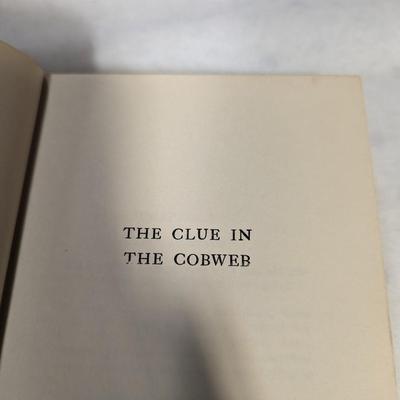 THE CLUE IN
THE COBWEB